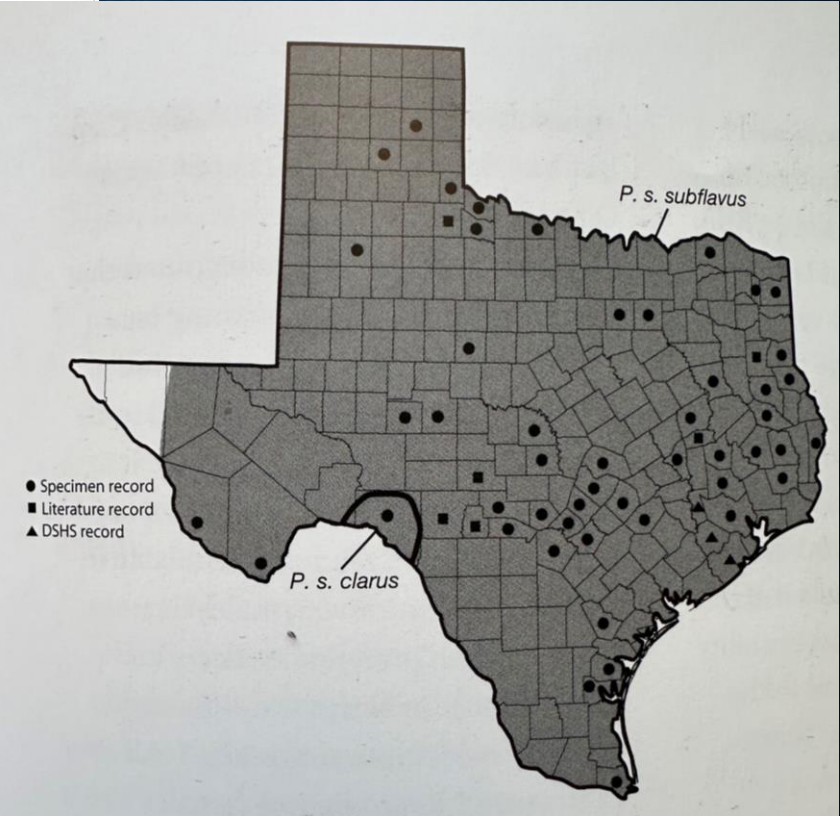 P. s. subflavus
Specimen record
Literature record
DSHS record
P. s. clarus